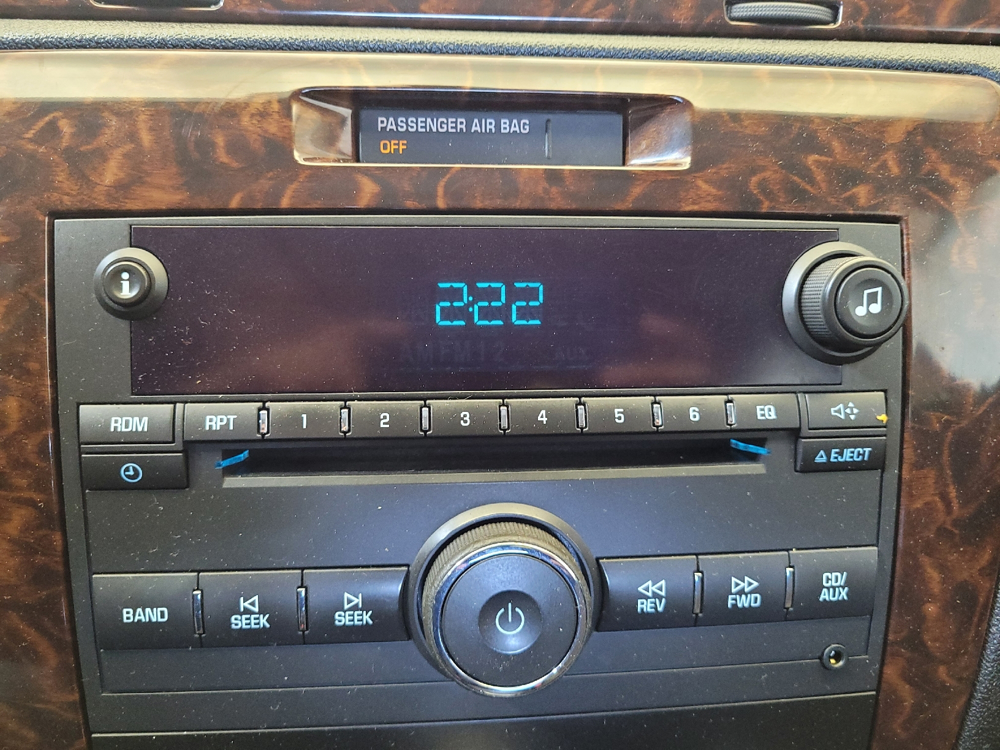 PASSENGER AIR BAG
OFF
i
2:22
AM FM 1 2 AUX
RDM RPT 1 2 3 4 5 6 EQ
EJECT
BAND SEEK SEEK REV FWD CD/
AUX